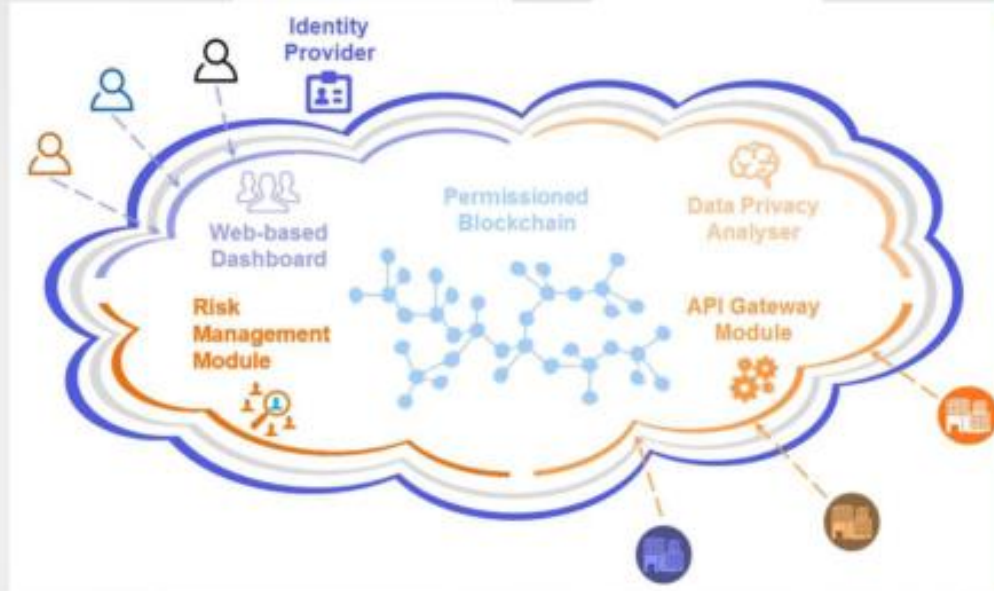 Identity
Provider
Permissioned
Blockchain
Data Privacy
Analyser
Web-based
Dashboard
Risk
Management
Module
API Gateway
Module